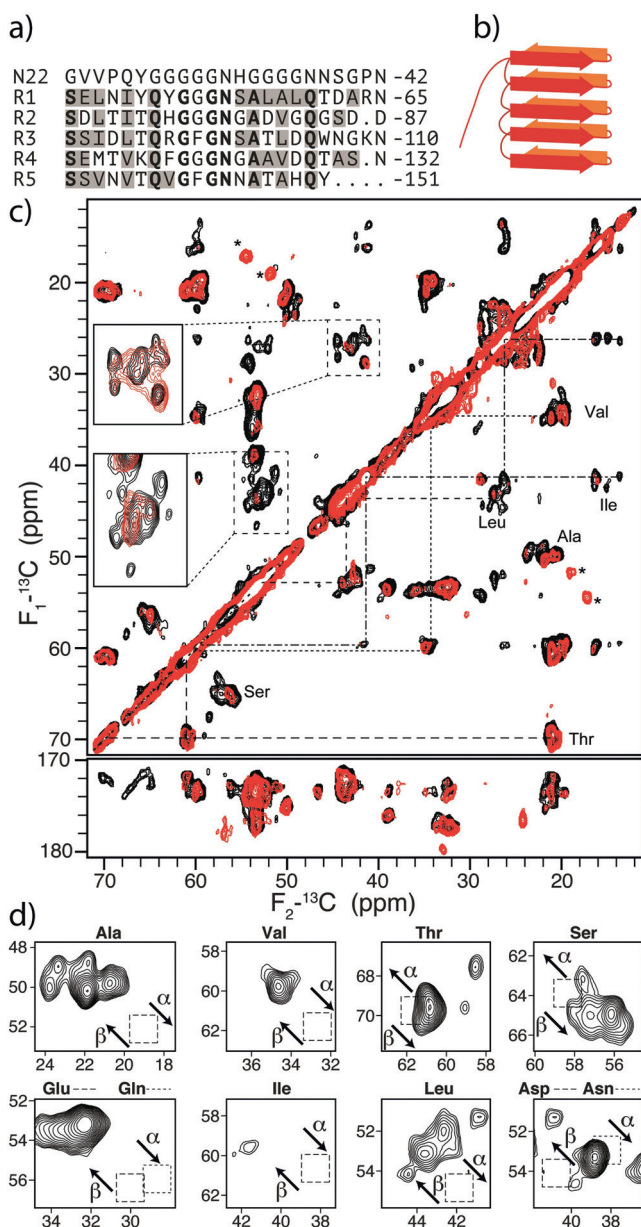 a)
b)
N22 GVVPQYGGGGGNHGGGGNNSGPN -42
R1 SELNIYQYGGGNSALALQTDARN -65
R2 SDLTITQHGGGNGADVGQGSD.D -87
R3 SSIDLTQRGFGNSATLDQWNGKN -110
R4 SEMTVKQFGGGNGAAVDQTAS.N -132
R5 SSVNVTQVGFGNNATAHQY.... -151
c)
20
30
40
50
60
70
170
180
F1-13C (ppm)
*
*
Val
Ile
Leu
Ala
*
*
Ser
Thr
70 60 50 40 30 20
F2-13C (ppm)
d)
Ala Val Thr Ser
48
50
52
β α
24 22 20 18
58
60
62
β α
36 34 32
68
70
α
β
62 60 58
62
64
66
α
β
60 58 56
Glu Gln Ile Leu Asp Asn
52
54
56
β α
34 32 30
58
60
62
β α
42 40 38
52
54
β α
44 42
52
54
β α
42 40 38